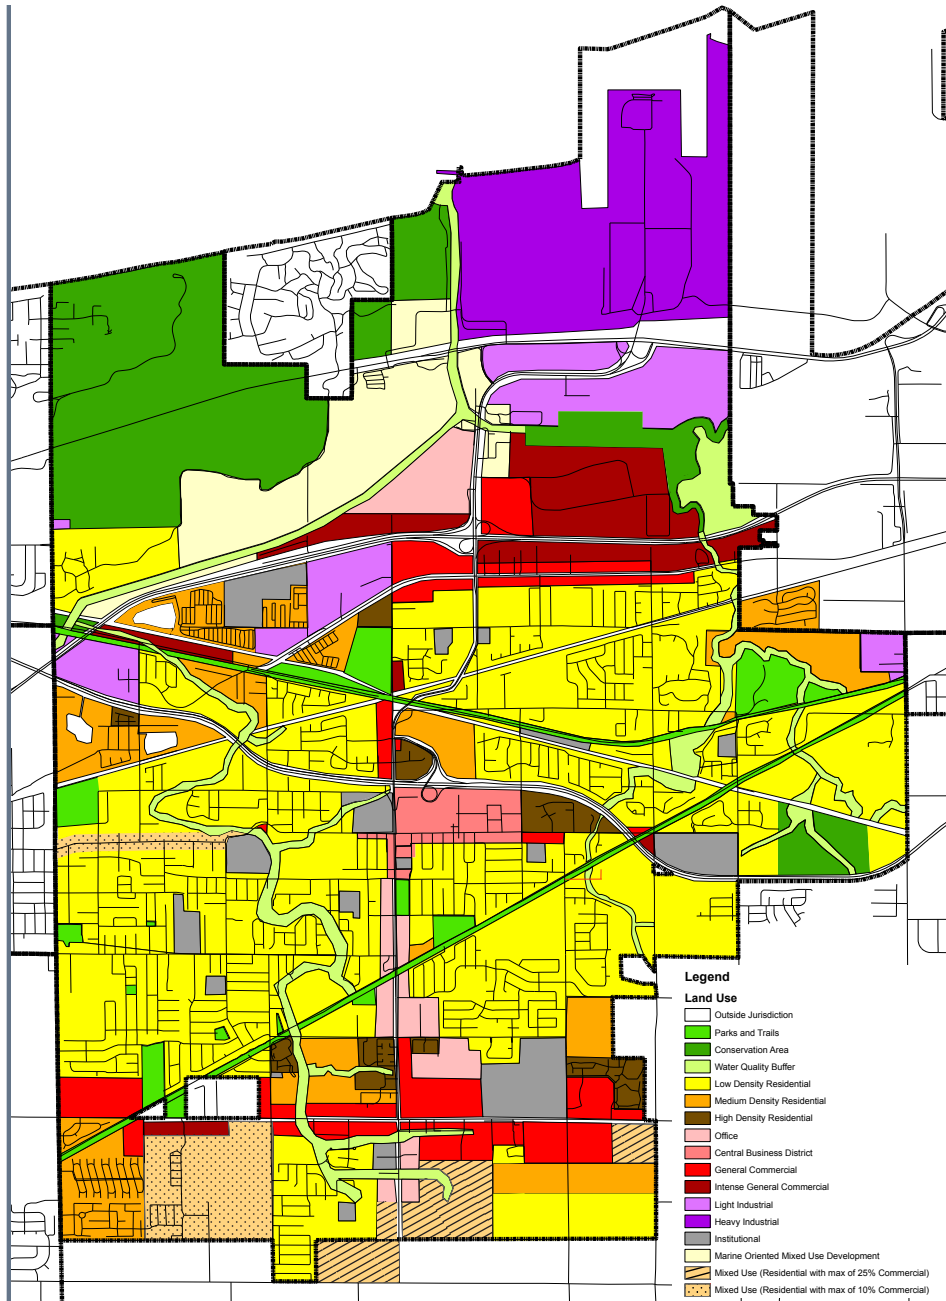 Legend
Land Use
Outside Jurisdiction
Parks and Trails
Conservation Area
Water Quality Buffer
Low Density Residential
Medium Density Residential
High Density Residential
Office
Central Business District
General Commercial
Intense General Commercial
Light Industrial
Heavy Industrial
Institutional
Marine Oriented Mixed Use Development
Mixed Use (Residential with max of 25% Commercial)
Mixed Use (Residential with max of 10% Commercial)